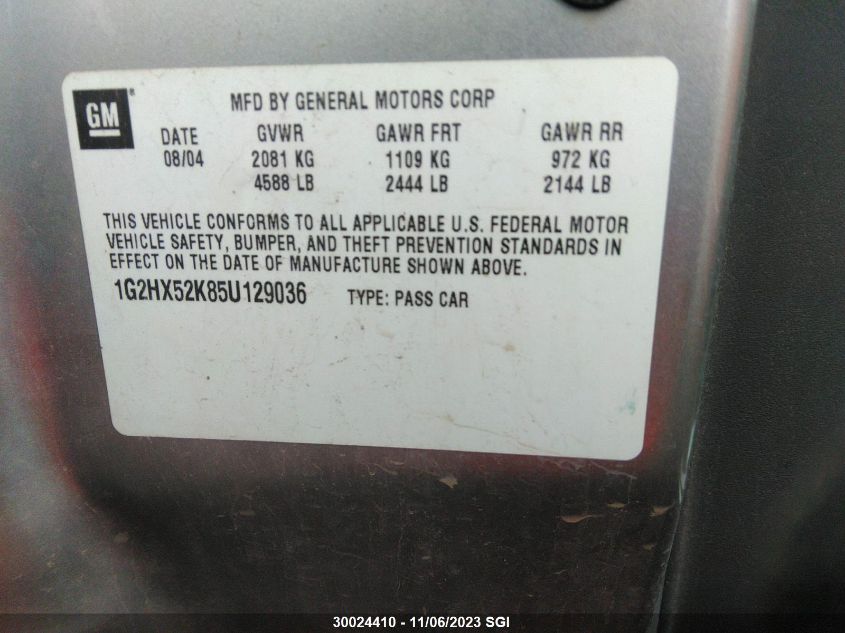 GM
MFD BY GENERAL MOTORS CORP
DATE GVWR GAWR FRT GAWR RR
08/04 2081 KG 1109 KG 972 KG
4588 LB 2444 LB 2144 LB
THIS VEHICLE CONFORMS TO ALL APPLICABLE U.S. FEDERAL MOTOR
VEHICLE SAFETY, BUMPER, AND THEFT PREVENTION STANDARDS IN
EFFECT ON THE DATE OF MANUFACTURE SHOWN ABOVE.
1G2HX52K85U129036 TYPE: PASS CAR
30024410 - 11/06/2023 SGI